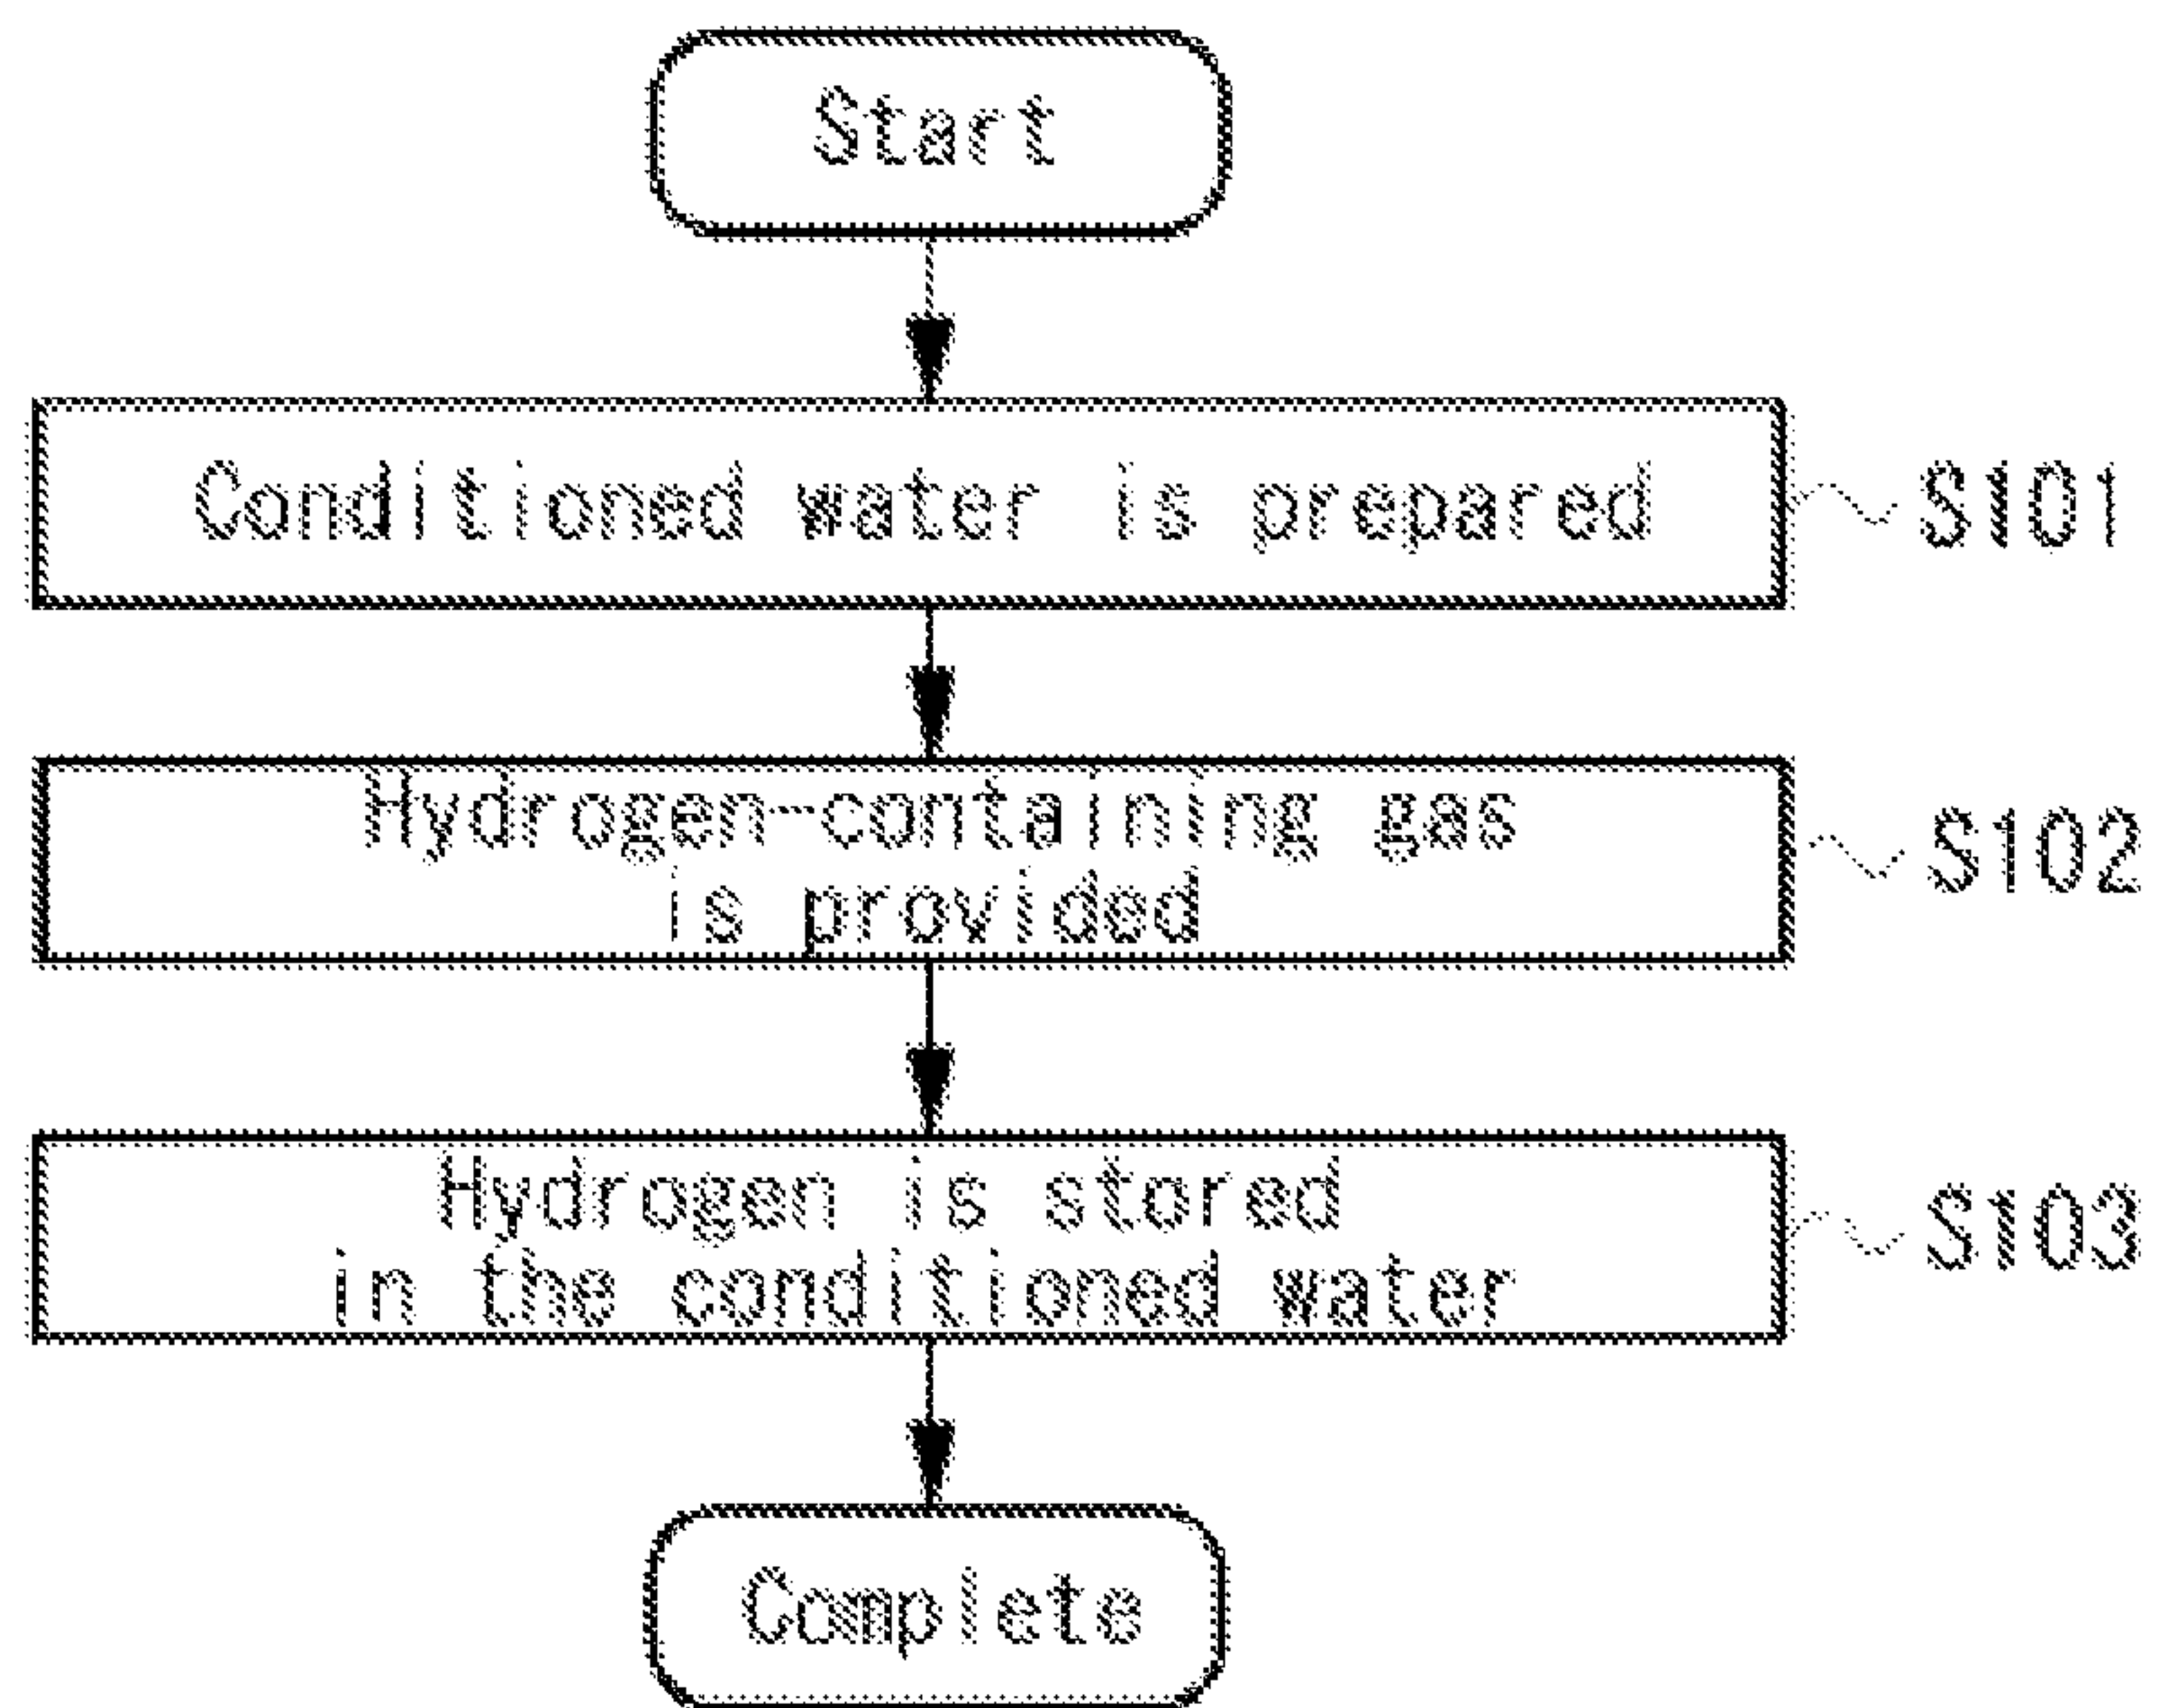 Start
Conditioned water is prepared
S101
Hydrogen-containing gas
is provided
S102
Hydrogen is stored
in the conditioned water
S103
Complete